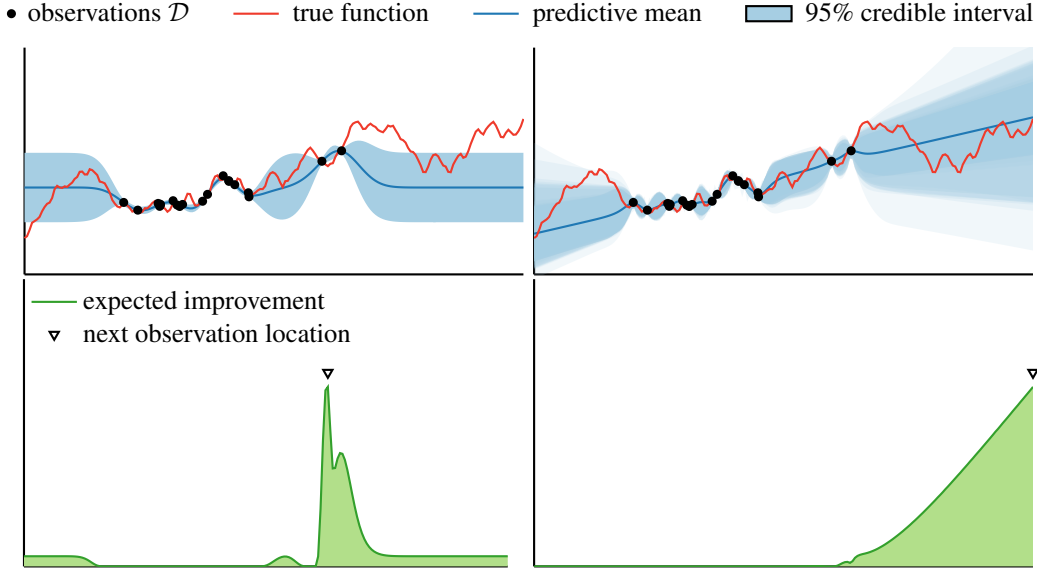 observations 𝒟 true function predictive mean 95% credible interval
expected improvement
next observation location